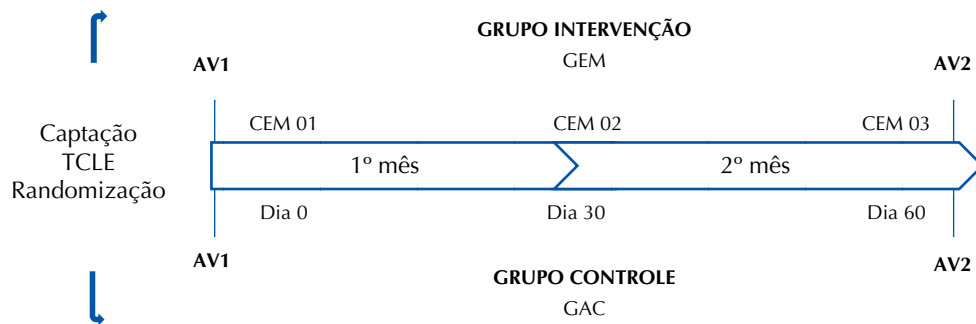 GRUPO INTERVENÇÃO
GEM
AV1
AV2
Captação
TCLE
Randomização
CEM 01
CEM 02
CEM 03
1º mês
2º mês
Dia 0
Dia 30
Dia 60
AV1
AV2
GRUPO CONTROLE
GAC